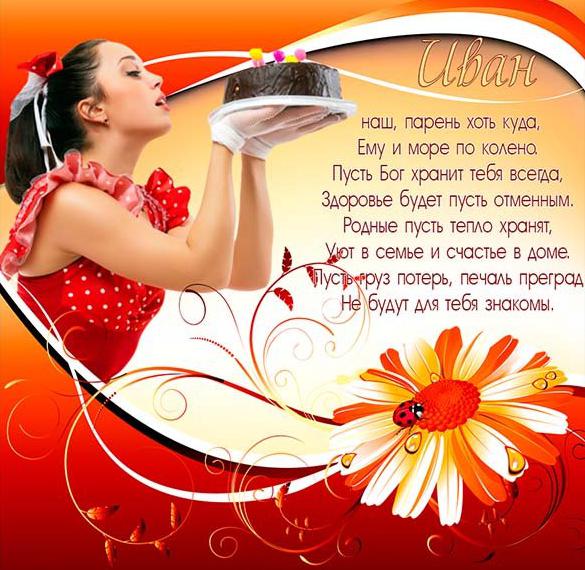 Иван
наш, парень хоть куда,
Ему и море по колено.
Пусть Бог хранит тебя всегда,
Здоровье будет пусть отменным.
Родные пусть тепло хранят,
Уют в семье и счастье в доме.
Пусть груз потерь, печаль преград
Не будут для тебя знакомы.